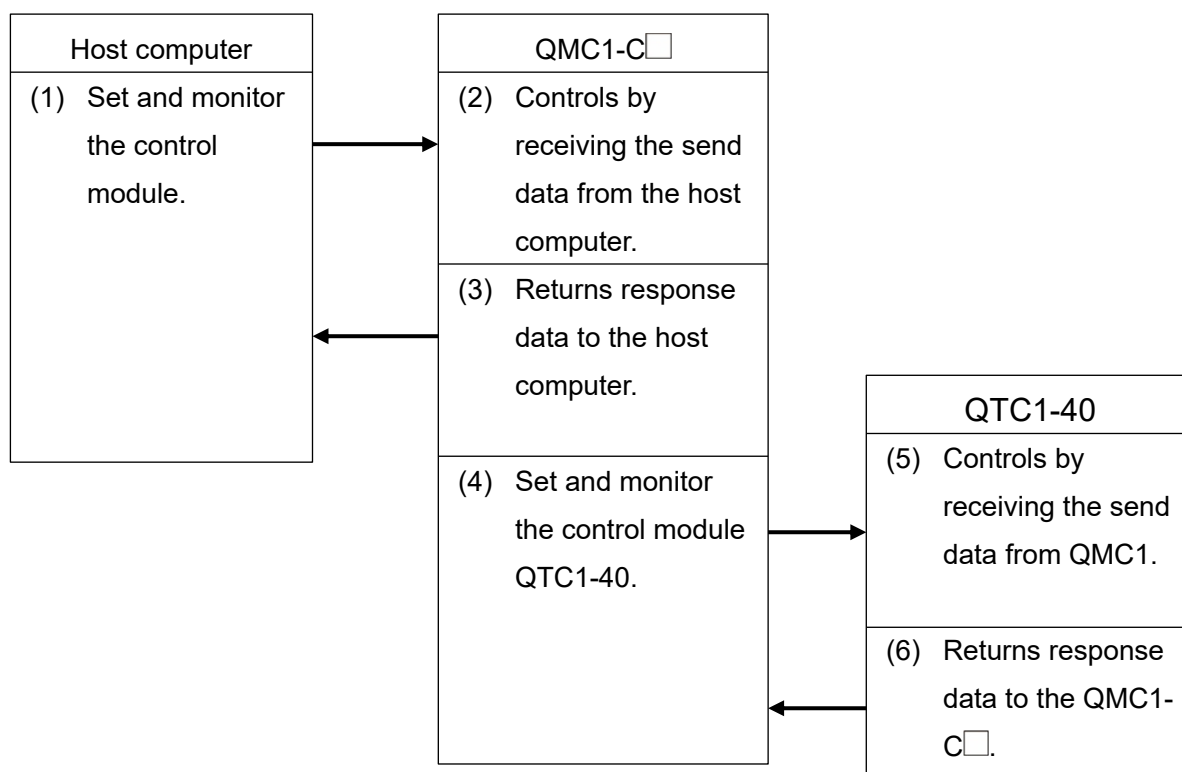 Host computer
(1) Set and monitor
the control
module.
QMC1-C□
(2) Controls by
receiving the send
data from the host
computer.
(3) Returns response
data to the host
computer.
(4) Set and monitor
the control module
QTC1-40.
QTC1-40
(5) Controls by
receiving the send
data from QMC1.
(6) Returns response
data to the QMC1-
C□.